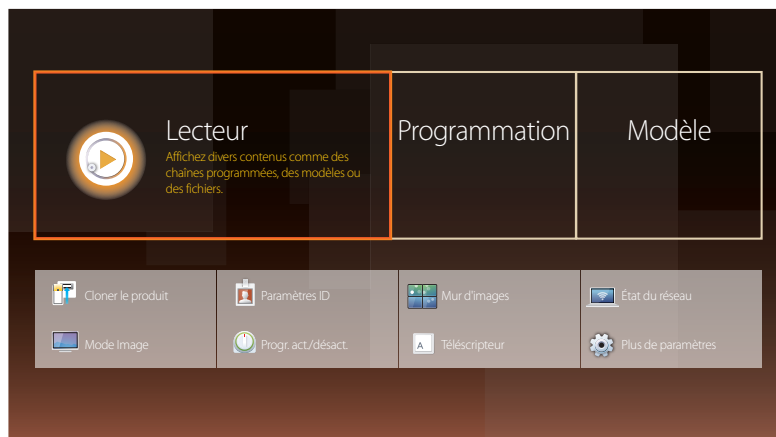 Lecteur
Affichez divers contenus comme des
chaînes programmées, des modèles ou
des fichiers.
Programmation
Modèle
Cloner le produit
Paramètres ID
Mur d'images
État du réseau
Mode Image
Progr. act./désact.
A
Téléscripteur
Plus de paramètres